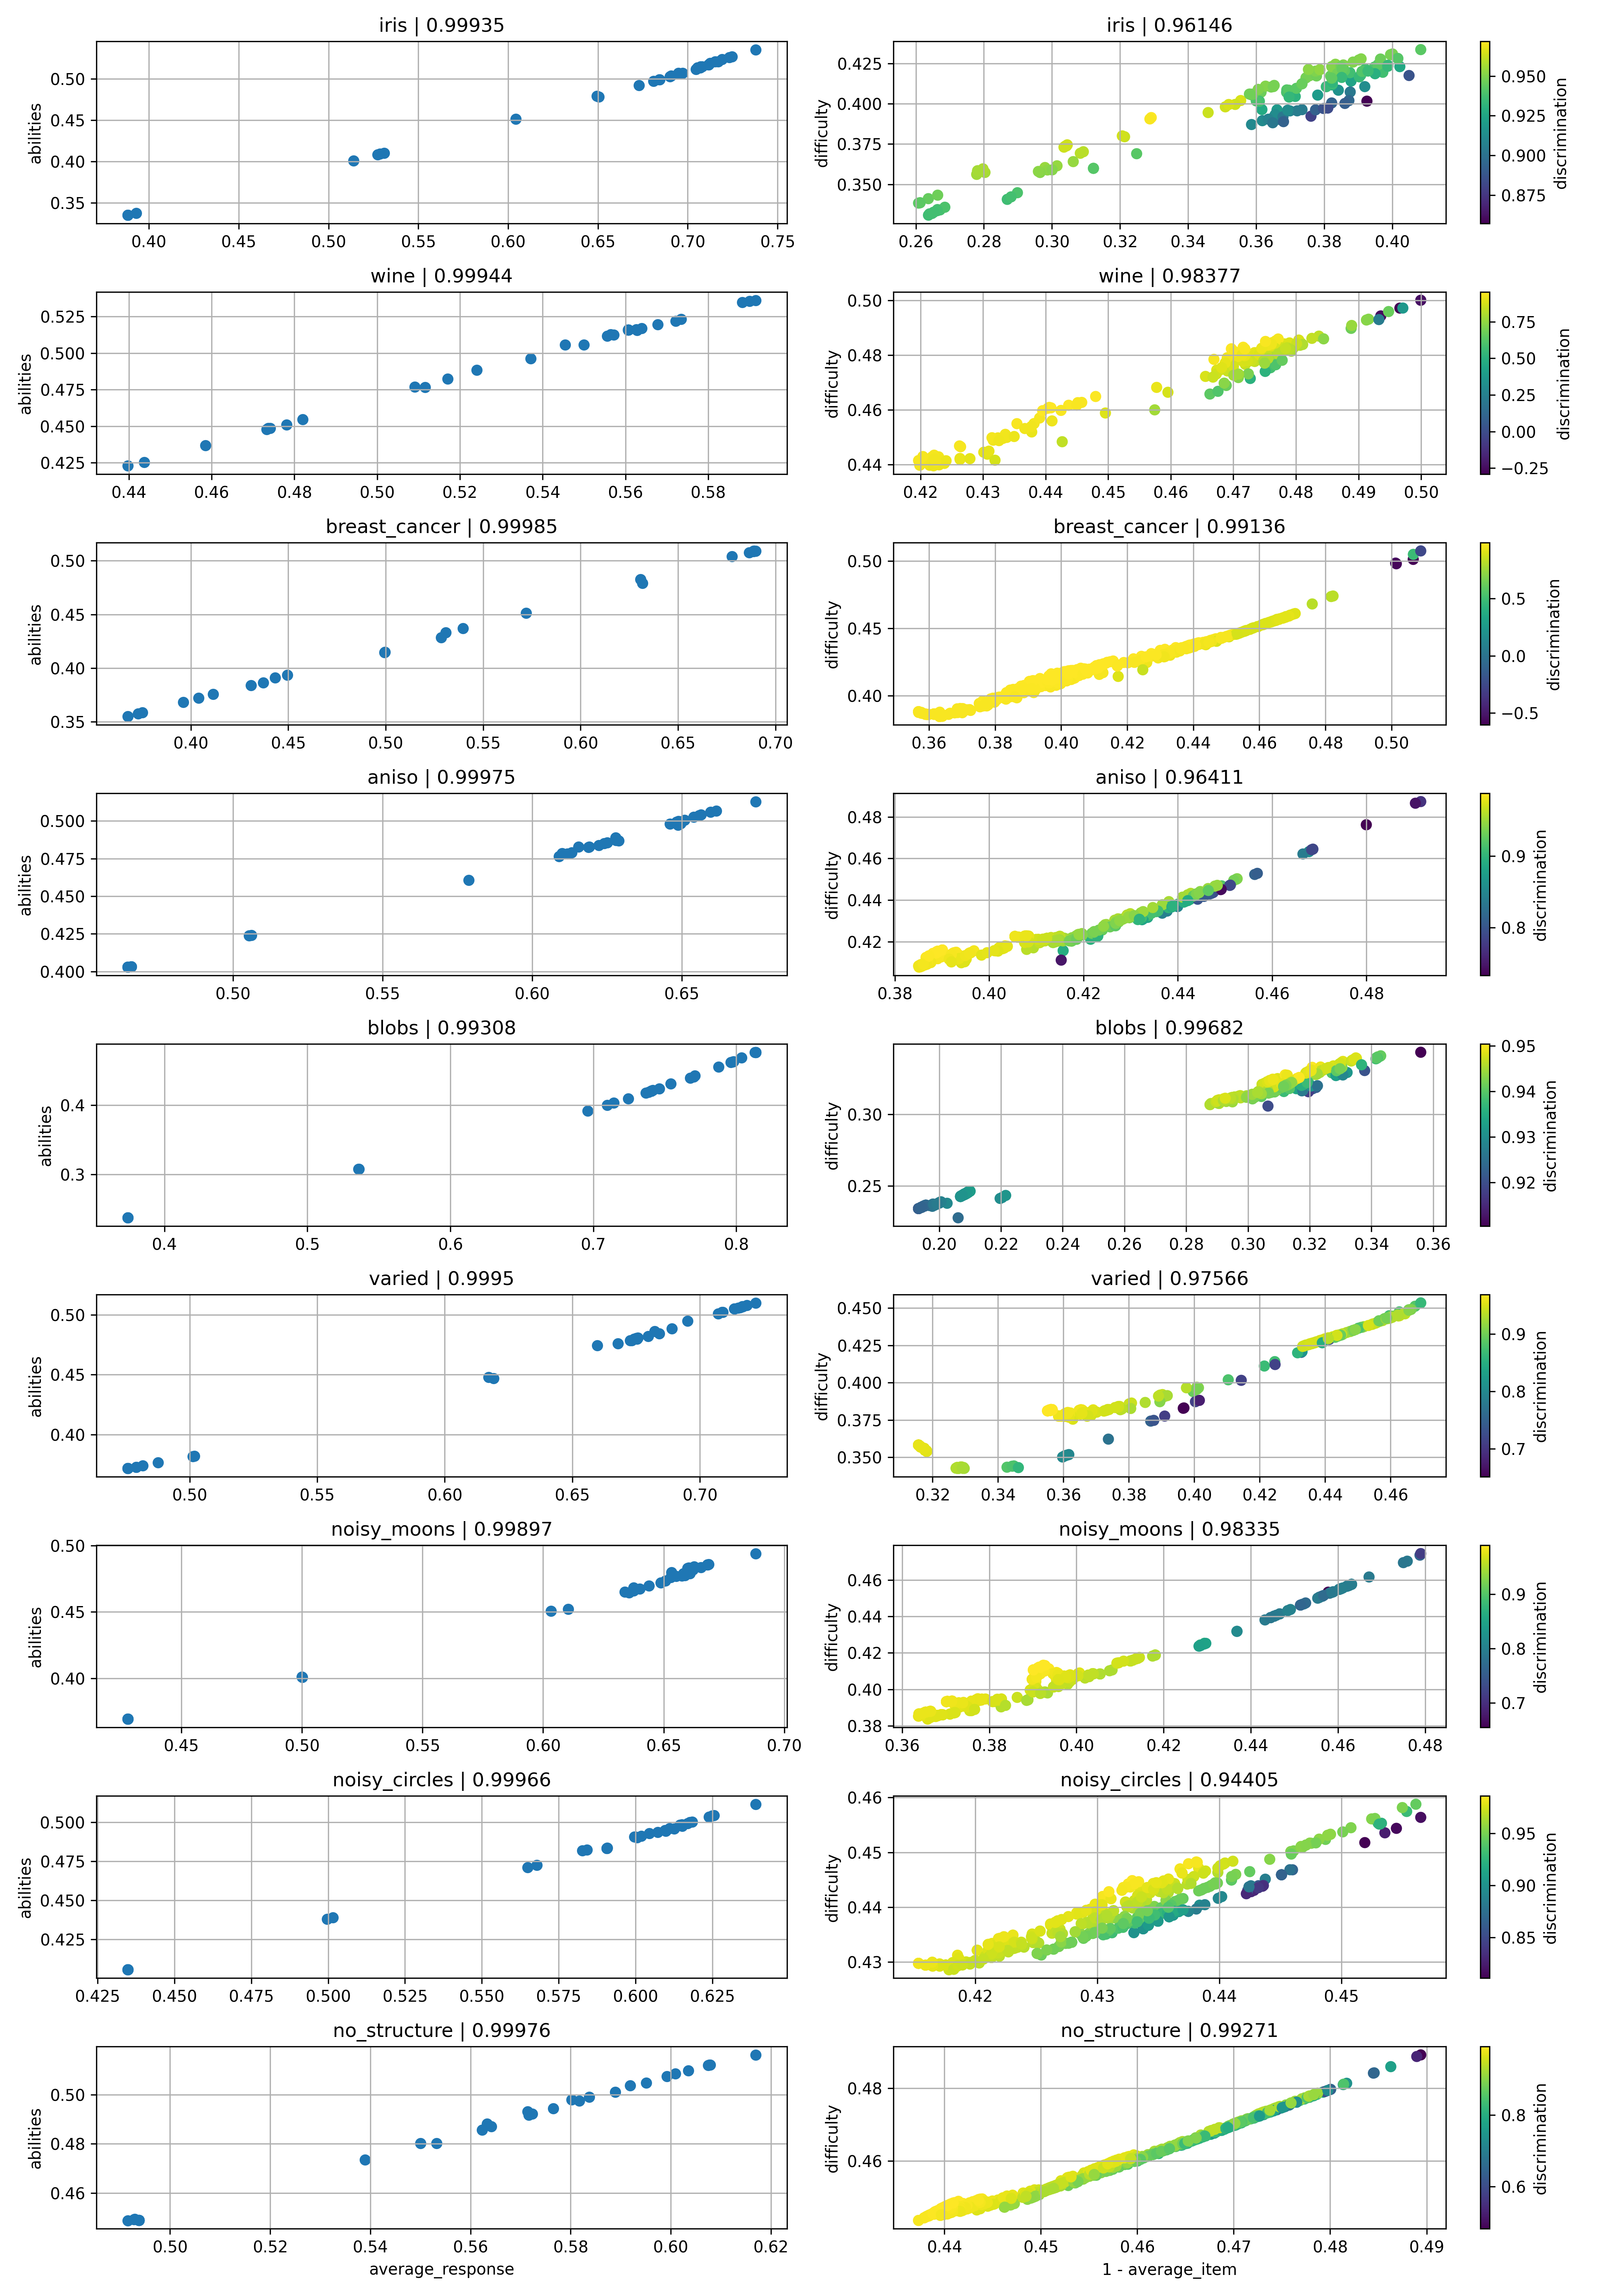 iris | 0.99935
abilities
0.50
0.45
0.40
0.35
0.40 0.45 0.50 0.55 0.60 0.65 0.70 0.75
iris | 0.96146
difficulty
0.425
0.400
0.375
0.350
0.26 0.28 0.30 0.32 0.34 0.36 0.38 0.40
0.950
0.925
0.900
0.875
discrimination
wine | 0.99944
abilities
0.525
0.500
0.475
0.450
0.425
0.44 0.46 0.48 0.50 0.52 0.54 0.56 0.58
wine | 0.98377
difficulty
0.50
0.48
0.46
0.44
0.42 0.43 0.44 0.45 0.46 0.47 0.48 0.49 0.50
0.75
0.50
0.25
0.00
−0.25
discrimination
breast_cancer | 0.99985
abilities
0.50
0.45
0.40
0.35
0.40 0.45 0.50 0.55 0.60 0.65 0.70
breast_cancer | 0.99136
difficulty
0.50
0.45
0.40
0.36 0.38 0.40 0.42 0.44 0.46 0.48 0.50
0.5
0.0
−0.5
discrimination
aniso | 0.99975
abilities
0.500
0.475
0.450
0.425
0.400
0.50 0.55 0.60 0.65
aniso | 0.96411
difficulty
0.48
0.46
0.44
0.42
0.38 0.40 0.42 0.44 0.46 0.48
0.9
0.8
discrimination
blobs | 0.99308
abilities
0.4
0.3
0.4 0.5 0.6 0.7 0.8
blobs | 0.99682
difficulty
0.30
0.25
0.20 0.22 0.24 0.26 0.28 0.30 0.32 0.34 0.36
0.95
0.94
0.93
0.92
discrimination
varied | 0.9995
abilities
0.50
0.45
0.40
0.50 0.55 0.60 0.65 0.70
varied | 0.97566
difficulty
0.450
0.425
0.400
0.375
0.350
0.32 0.34 0.36 0.38 0.40 0.42 0.44 0.46
0.9
0.8
0.7
discrimination
noisy_moons | 0.99897
abilities
0.50
0.45
0.40
0.45 0.50 0.55 0.60 0.65 0.70
noisy_moons | 0.98335
difficulty
0.46
0.44
0.42
0.40
0.38
0.36 0.38 0.40 0.42 0.44 0.46 0.48
0.9
0.8
0.7
discrimination
noisy_circles | 0.99966
abilities
0.500
0.475
0.450
0.425
0.425 0.450 0.475 0.500 0.525 0.550 0.575 0.600 0.625
noisy_circles | 0.94405
difficulty
0.46
0.45
0.44
0.43
0.42 0.43 0.44 0.45
0.95
0.90
0.85
discrimination
no_structure | 0.99976
abilities
0.50
0.48
0.46
0.50 0.52 0.54 0.56 0.58 0.60 0.62
average_response
no_structure | 0.99271
difficulty
0.48
0.46
0.44 0.45 0.46 0.47 0.48 0.49
1 - average_item
0.8
0.6
discrimination